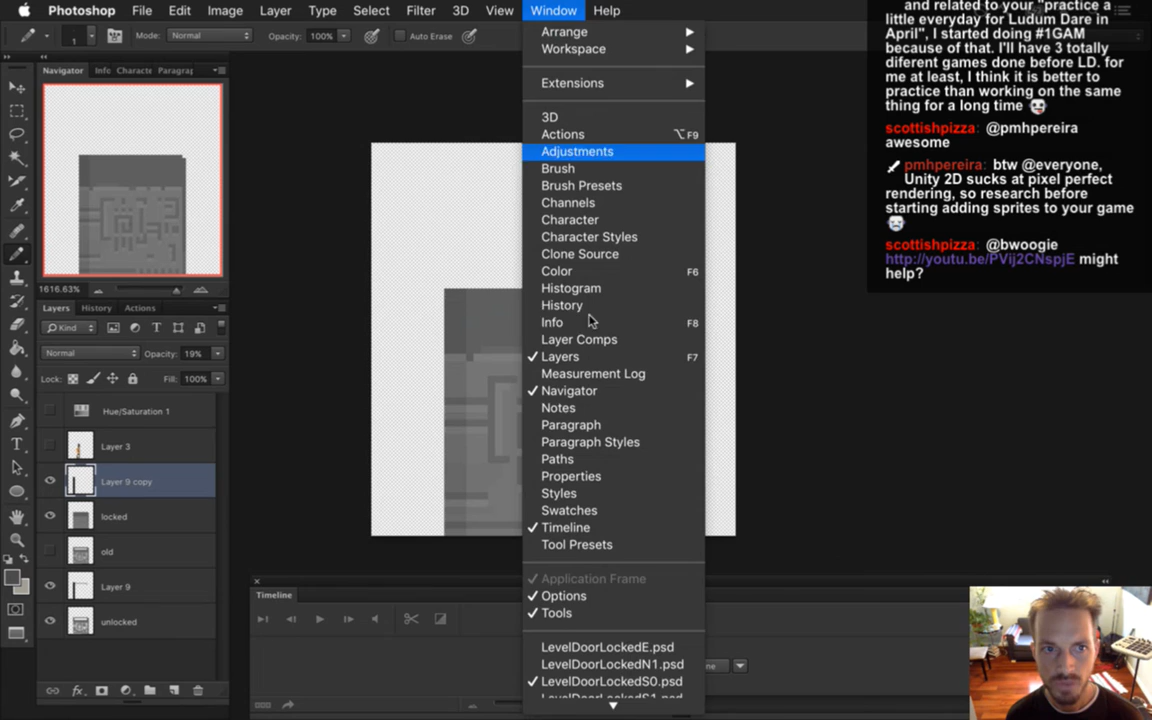 Photoshop File Edit Image Layer Type Select Filter 3D View Window Help
1 Mode: Normal Opacity: 100% Auto Erase
Navigator Info Characte Paragraj
1616.63%
Layers History Actions
Kind
Normal Opacity: 19%
Lock: Fill: 100%
Hue/Saturation 1
Layer 3
Layer 9 copy
locked
old
Layer 9
unlocked
Arrange
Workspace
Extensions
3D
Actions ⌥F9
Adjustments
Brush
Brush Presets
Channels
Character
Character Styles
Clone Source
Color F6
Histogram
History
Info F8
Layer Comps
✓ Layers F7
Measurement Log
✓ Navigator
Notes
Paragraph
Paragraph Styles
Paths
Properties
Styles
Swatches
✓ Timeline
Tool Presets
✓ Application Frame
✓ Options
✓ Tools
LevelDoorLockedE.psd
LevelDoorLockedN1.psd
✓ LevelDoorLockedS0.psd
LevelDoorLockedS1.psd
Timeline
ne
and related to your "practice a
little everyday for Ludum Dare in
April", I started doing #1GAM
because of that. I'll have 3 totally
diferent games done before LD. for
me at least, I think it is better to
practice than working on the same
thing for a long time
scottishpizza: @pmhpereira
awesome
pmhpereira: btw @everyone,
Unity 2D sucks at pixel perfect
rendering, so research before
starting adding sprites to your game
scottishpizza: @bwoogie
http://youtu.be/PVij2CNspjE might
help?